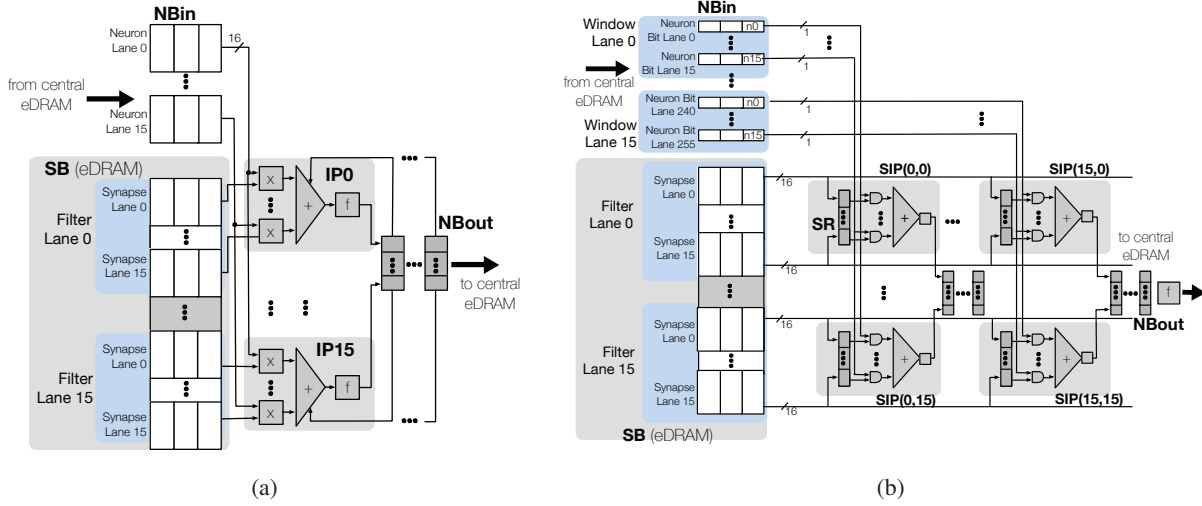 NBin
Neuron
Lane 0
16
from central
eDRAM
Neuron
Lane 15
SB (eDRAM)
Synapse
Lane 0
Filter
Lane 0
Synapse
Lane 15
IP0
x
+
f
x
NBout
to central
eDRAM
IP15
Synapse
Lane 0
Filter
Lane 15
Synapse
Lane 15
x
+
f
x
(a)
NBin
Window
Lane 0
Neuron
Bit Lane 0
n0
1
Neuron
Bit Lane 15
n15
1
from central
eDRAM
Neuron Bit
Lane 240
n0
1
Window
Lane 15
Neuron Bit
Lane 255
n15
1
Synapse
Lane 0
16
SIP(0,0)
SIP(15,0)
Filter
Lane 0
SR
+
+
Synapse
Lane 15
16
to central
eDRAM
f
NBout
Synapse
Lane 0
16
Filter
Lane 15
+
+
Synapse
Lane 15
16
SIP(0,15)
SIP(15,15)
SB (eDRAM)
(b)